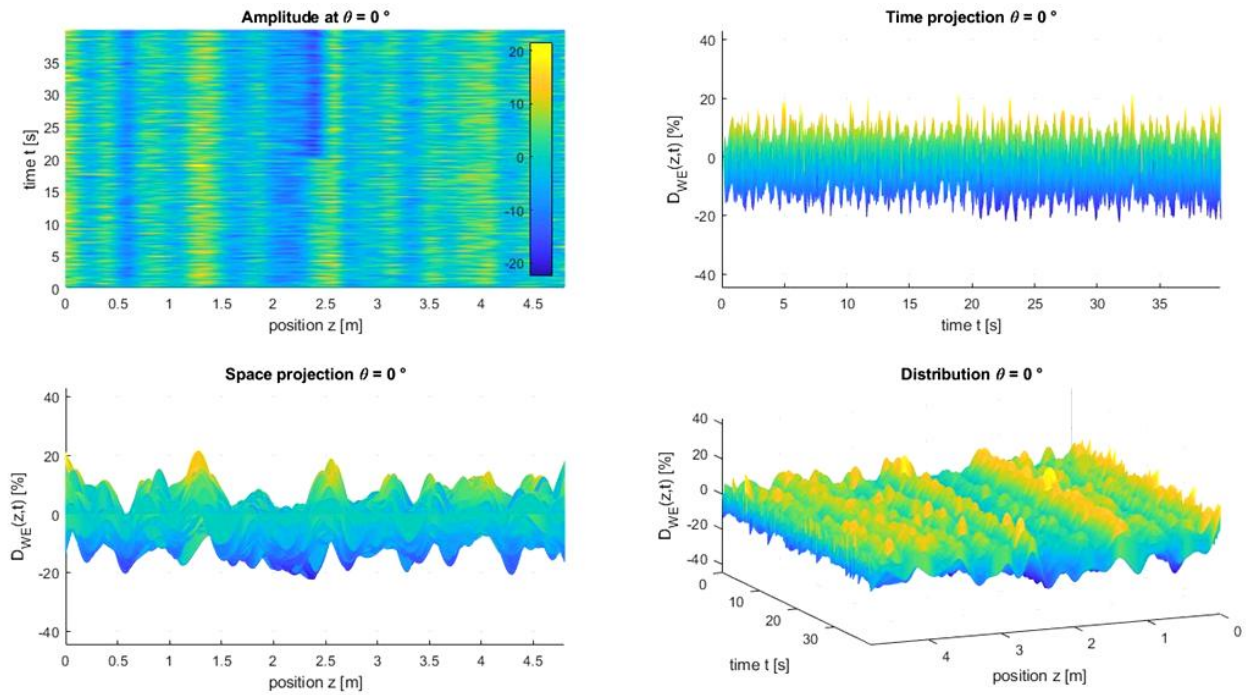 Amplitude at θ = 0 °
time t [s]
35
30
25
20
15
10
5
0
20
10
0
-10
-20
0 0.5 1 1.5 2 2.5 3 3.5 4 4.5
position z [m]
Time projection θ = 0 °
D_WE(z,t) [%]
40
20
0
-20
-40
0 5 10 15 20 25 30 35
time t [s]
Space projection θ = 0 °
D_WE(z,t) [%]
40
20
0
-20
-40
0 0.5 1 1.5 2 2.5 3 3.5 4 4.5
position z [m]
Distribution θ = 0 °
D_WE(z,t) [%]
40
20
0
-20
-40
0
10
20
30
time t [s]
4 3 2 1 0
position z [m]